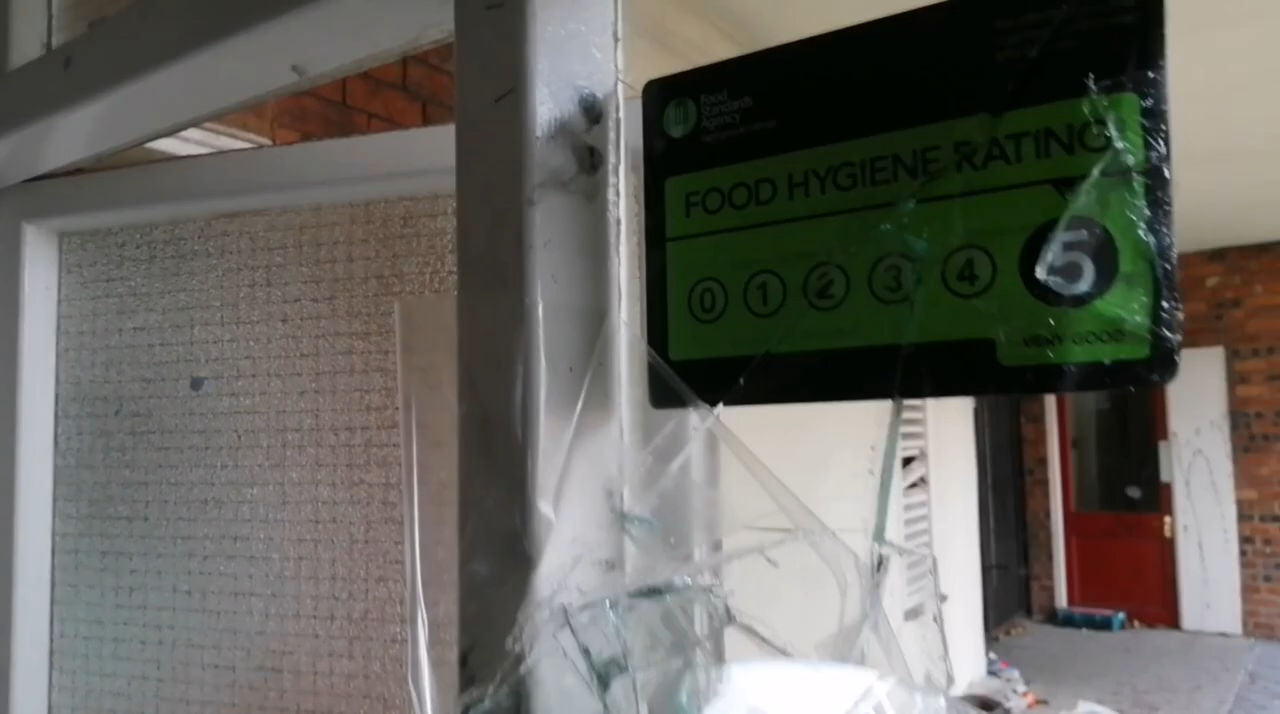 Food
Standards
Agency
FOOD HYGIENE RATING
0 1 2 3 4 5
VERY GOOD